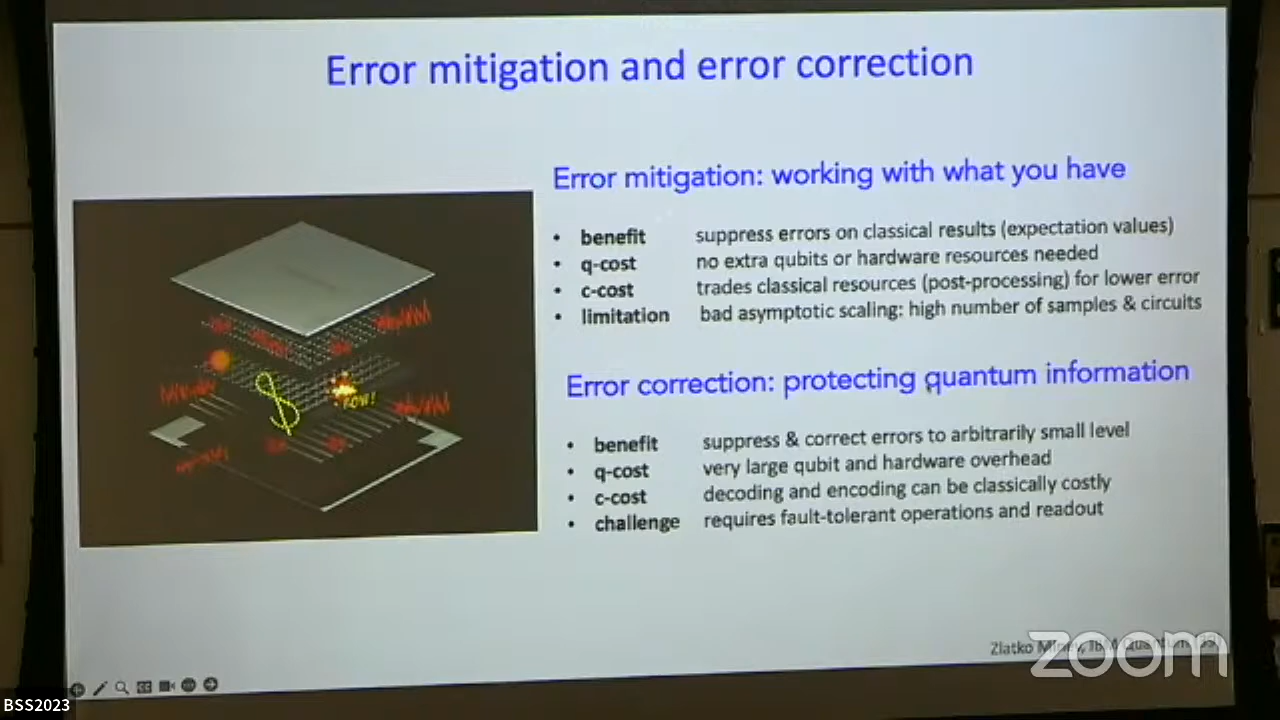 Error mitigation and error correction
Error mitigation: working with what you have
• benefit suppress errors on classical results (expectation values)
• q-cost no extra qubits or hardware resources needed
• c-cost trades classical resources (post-processing) for lower error
• limitation bad asymptotic scaling: high number of samples & circuits
$
POW!
Error correction: protecting quantum information
• benefit suppress & correct errors to arbitrarily small level
• q-cost very large qubit and hardware overhead
• c-cost decoding and encoding can be classically costly
• challenge requires fault-tolerant operations and readout
Zlatko
zoom
BSS2023